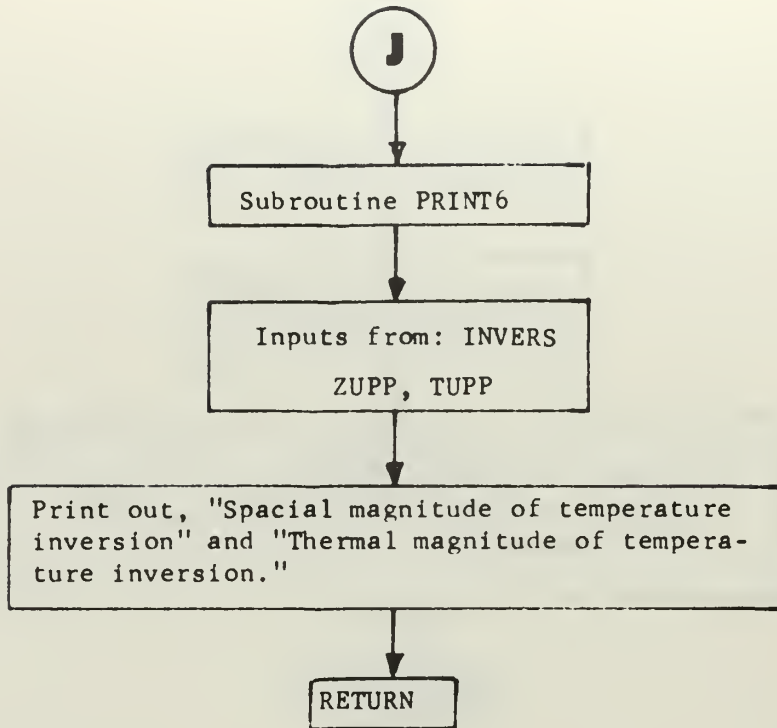 J
Subroutine PRINT6
Inputs from: INVERS
ZUPP, TUPP
Print out, "Spacial magnitude of temperature
inversion" and "Thermal magnitude of tempera-
ture inversion."
RETURN